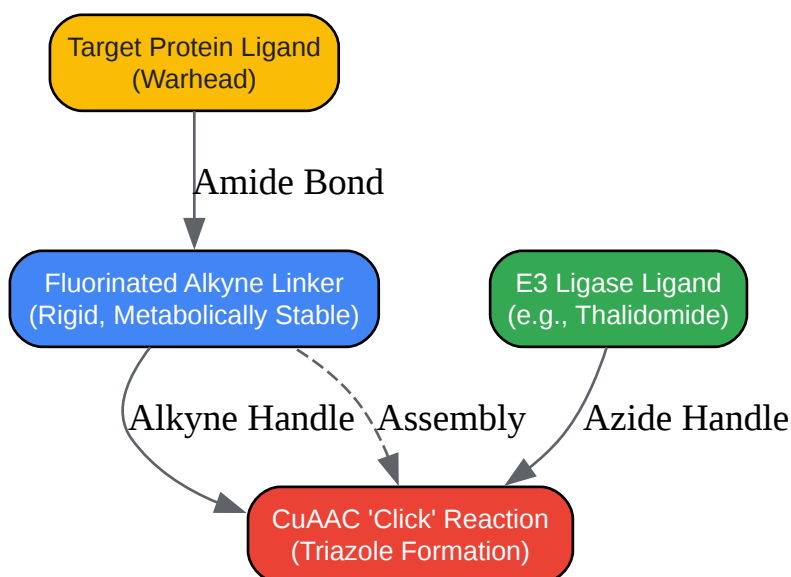 Target Protein Ligand
(Warhead)
Amide Bond
Fluorinated Alkyne Linker
(Rigid, Metabolically Stable)
E3 Ligase Ligand
(e.g., Thalidomide)
Alkyne Handle
Assembly
Azide Handle
CuAAC 'Click' Reaction
(Triazole Formation)